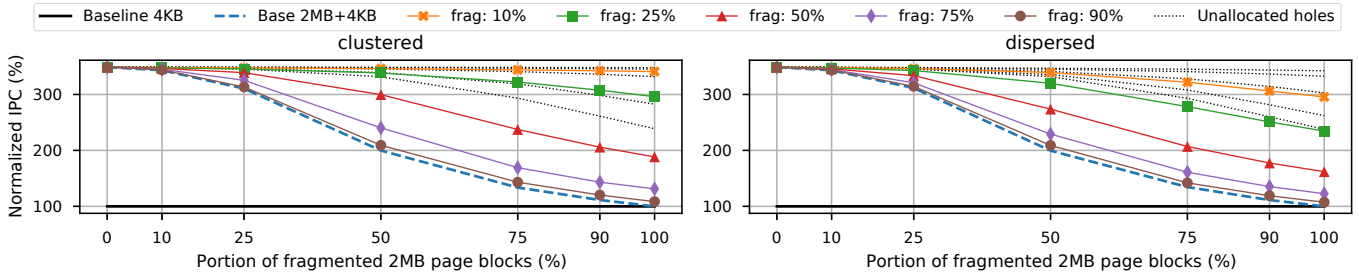 Baseline 4KB Base 2MB+4KB frag: 10% frag: 25% frag: 50% frag: 75% frag: 90% Unallocated holes
clustered dispersed
Normalized IPC (%)
300
200
100
0 10 25 50 75 90 100
Portion of fragmented 2MB page blocks (%)
300
200
100
0 10 25 50 75 90 100
Portion of fragmented 2MB page blocks (%)